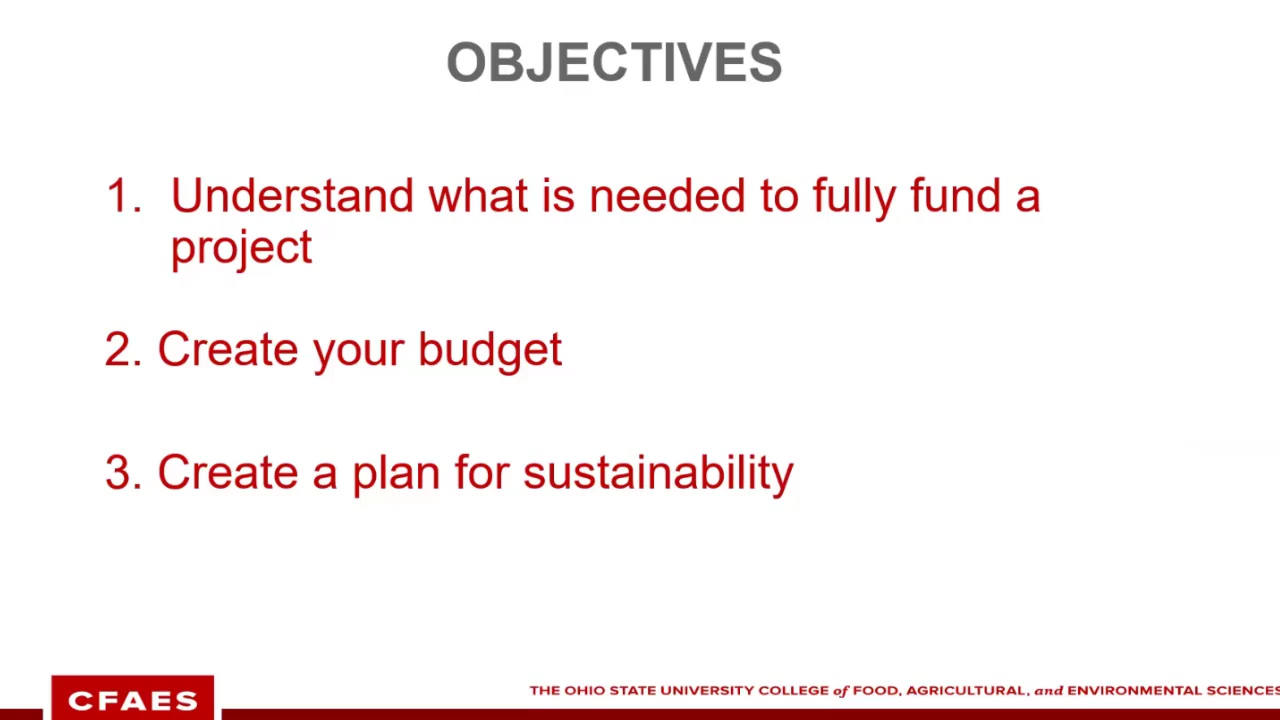 OBJECTIVES
1. Understand what is needed to fully fund a
project
2. Create your budget
3. Create a plan for sustainability
THE OHIO STATE UNIVERSITY COLLEGE of FOOD, AGRICULTURAL, and ENVIRONMENTAL SCIENCES
CFAES